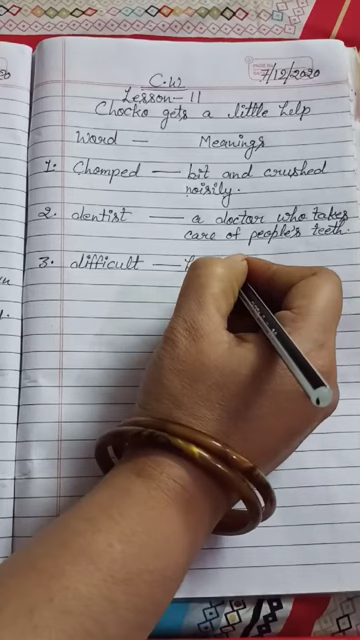 C.W
7/12/2020
Lesson-11
Chocko gets a little help
Word — Meanings
1. Chomped — bit and crushed
noisily.
2. dentist — a doctor who takes
care of people's teeth.
3. difficult —